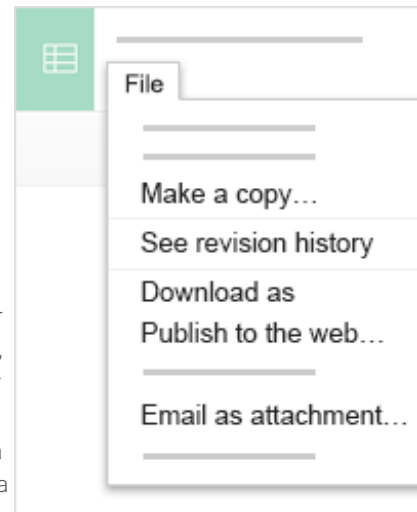 File
Make a copy…
See revision history
Download as
Publish to the web…
Email as attachment…